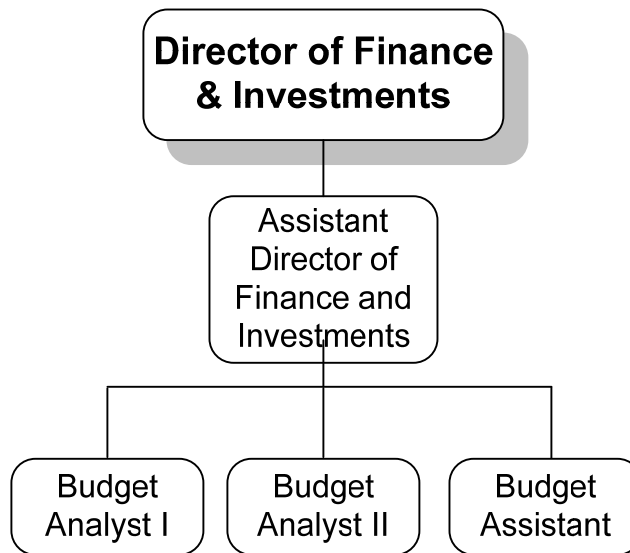 Director of Finance
& Investments
Assistant
Director of
Finance and
Investments
Budget
Analyst I
Budget
Analyst II
Budget
Assistant